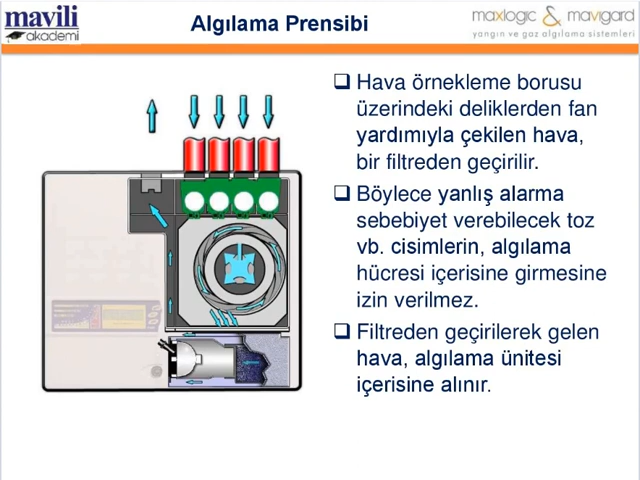 mavili
akademi
Algılama Prensibi
maxlogic & mavigard
yangın ve gaz algılama sistemleri
Hava örnekleme borusu
üzerindeki deliklerden fan
yardımıyla çekilen hava,
bir filtreden geçirilir.
Böylece yanlış alarma
sebebiyet verebilecek toz
vb. cisimlerin, algılama
hücresi içerisine girmesine
izin verilmez.
Filtreden geçirilerek gelen
hava, algılama ünitesi
içerisine alınır.